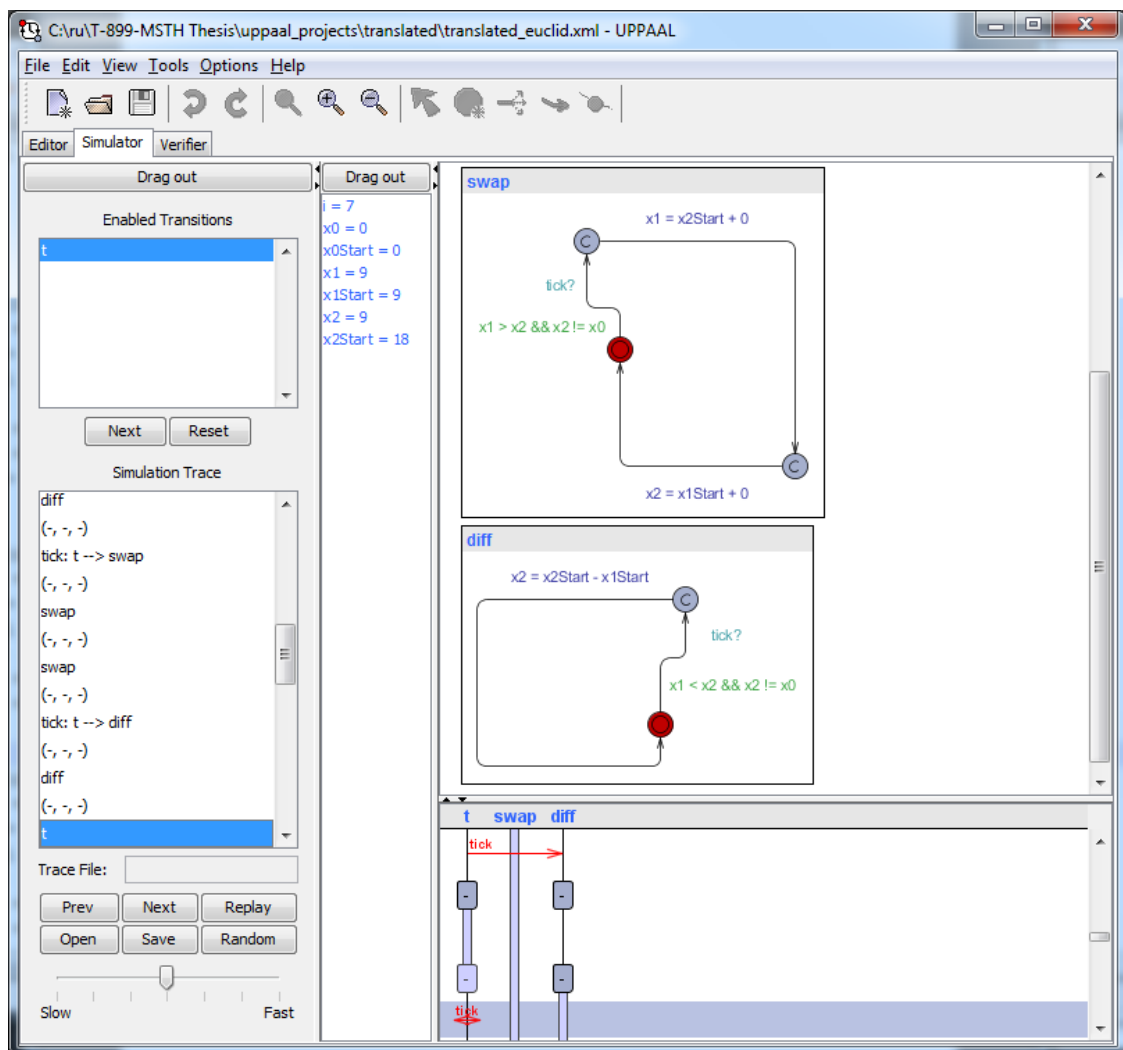 C:\ru\T-899-MSTH Thesis\uppaal_projects\translated\translated_euclid.xml - UPPAAL
File Edit View Tools Options Help
Editor Simulator Verifier
Drag out
Enabled Transitions
t
Next Reset
Simulation Trace
diff
(-, -, -)
tick: t --> swap
(-, -, -)
swap
(-, -, -)
swap
(-, -, -)
tick: t --> diff
(-, -, -)
diff
(-, -, -)
t
Trace File:
Prev Next Replay
Open Save Random
Slow Fast
Drag out
i = 7
x0 = 0
x0Start = 0
x1 = 9
x1Start = 9
x2 = 9
x2Start = 18
swap
x1 = x2Start + 0
C
tick?
x1 > x2 && x2 != x0
C
x2 = x1Start + 0
diff
x2 = x2Start - x1Start
C
tick?
x1 < x2 && x2 != x0
t swap diff
tick
- -
- -
tick